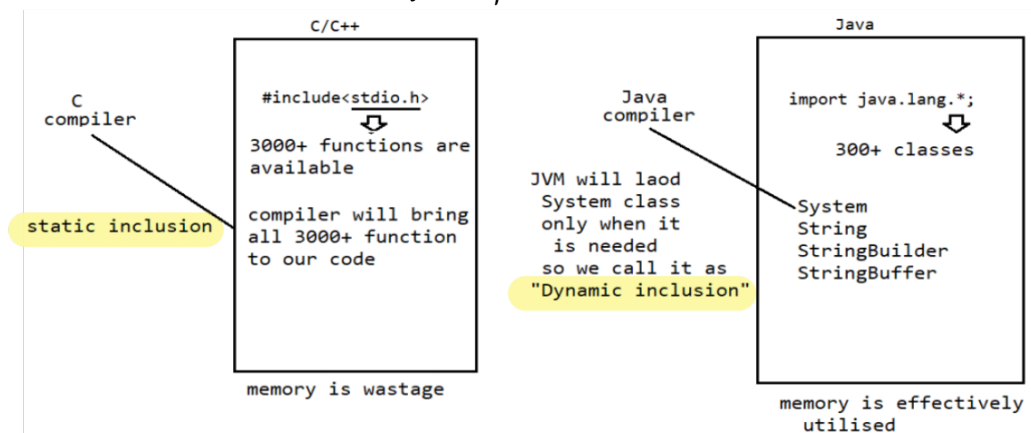 C/C++
C
compiler
#include<stdio.h>
3000+ functions are
available
static inclusion
compiler will bring
all 3000+ function
to our code
memory is wastage
Java
Java
compiler
import java.lang.*;
300+ classes
JVM will laod
System class
only when it
is needed
so we call it as
"Dynamic inclusion"
System
String
StringBuilder
StringBuffer
memory is effectively
utilised